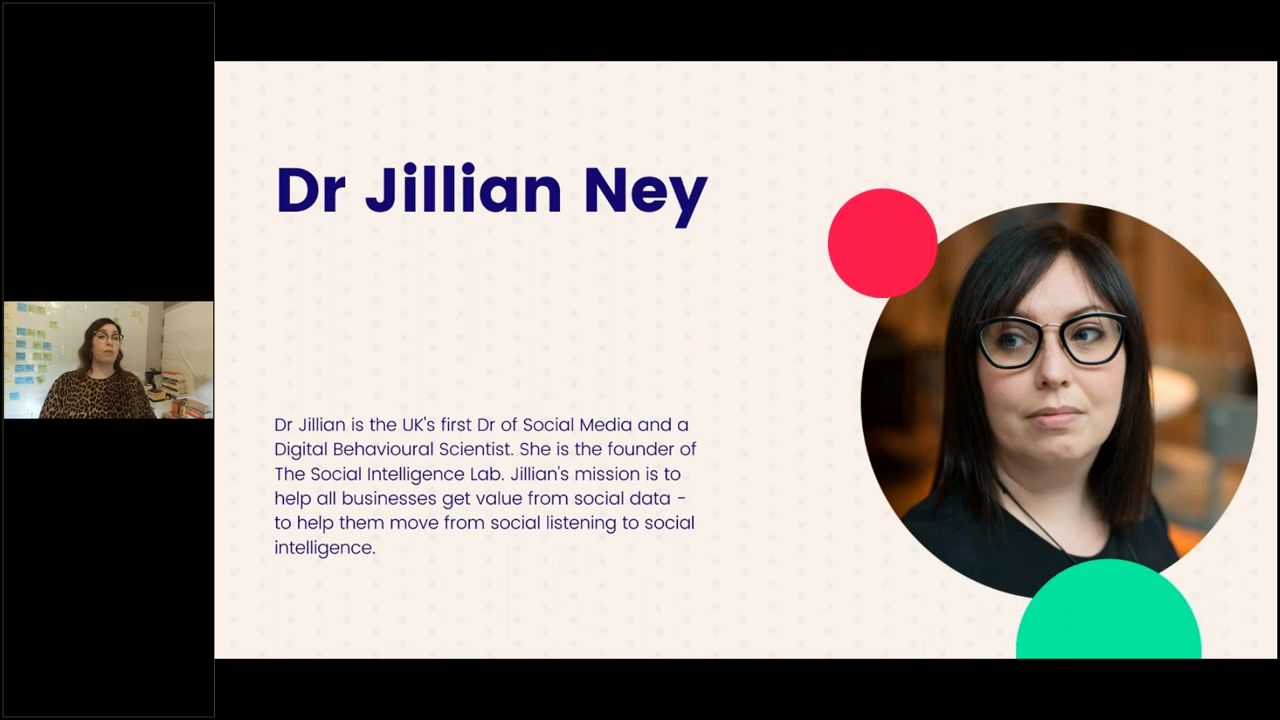 Dr Jillian Ney
Dr Jillian is the UK's first Dr of Social Media and a
Digital Behavioural Scientist. She is the founder of
The Social Intelligence Lab. Jillian's mission is to
help all businesses get value from social data -
to help them move from social listening to social
intelligence.